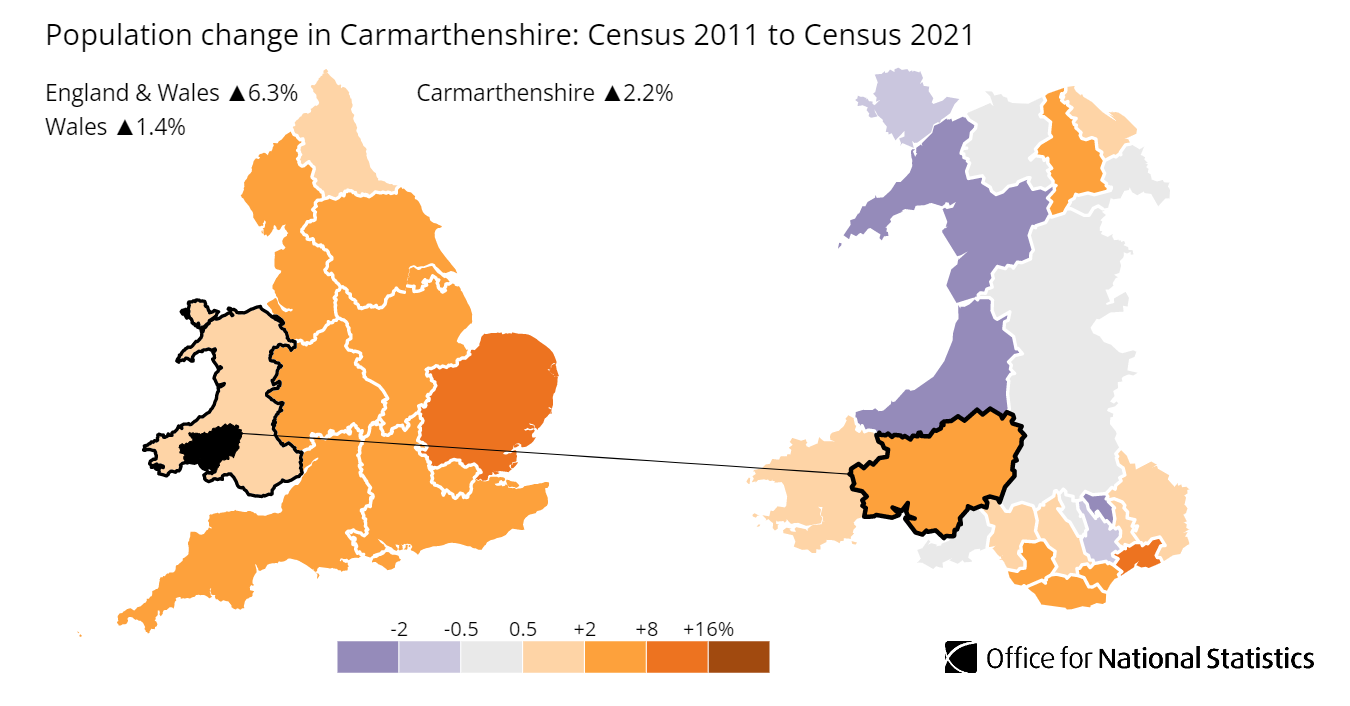 Population change in Carmarthenshire: Census 2011 to Census 2021
England & Wales ▲6.3%
Carmarthenshire ▲2.2%
Wales ▲1.4%
-2 -0.5 0.5 +2 +8 +16%
Office for National Statistics